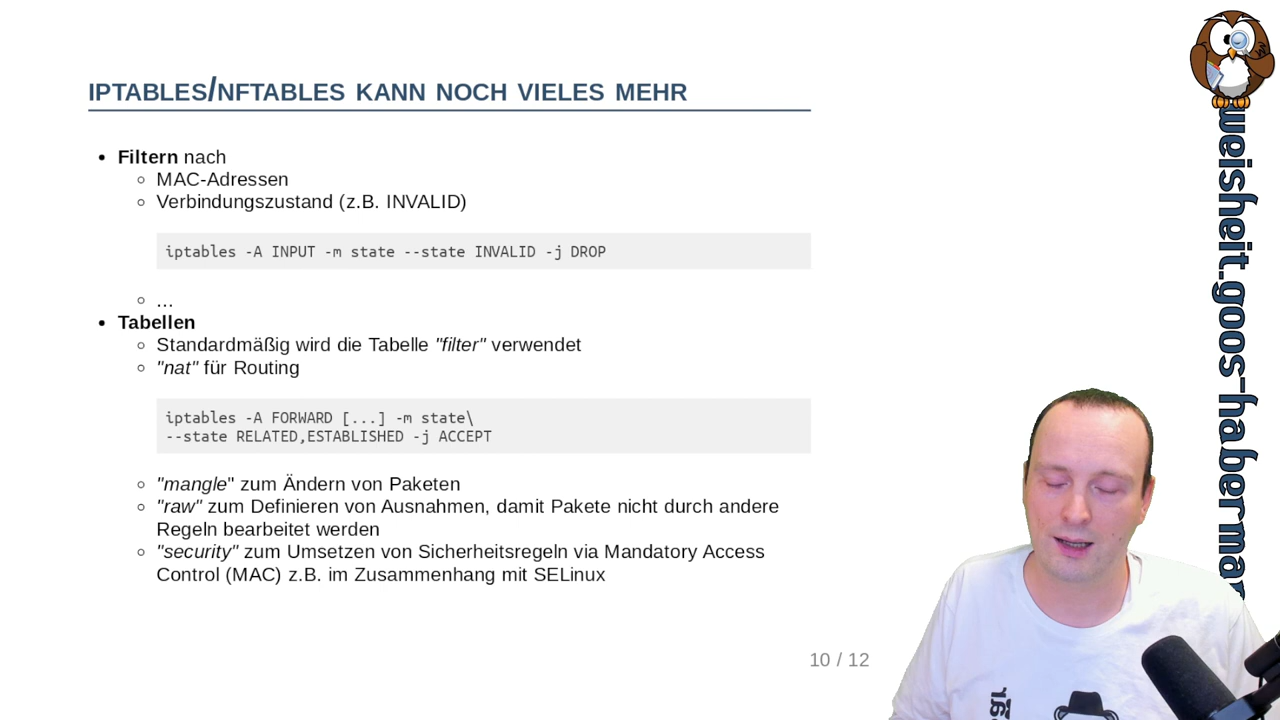 IPTABLES/NFTABLES KANN NOCH VIELES MEHR
• Filtern nach
◦ MAC-Adressen
◦ Verbindungszustand (z.B. INVALID)
iptables -A INPUT -m state --state INVALID -j DROP
◦ ...
• Tabellen
◦ Standardmäßig wird die Tabelle "filter" verwendet
◦ "nat" für Routing
iptables -A FORWARD [...] -m state\
--state RELATED,ESTABLISHED -j ACCEPT
◦ "mangle" zum Ändern von Paketen
◦ "raw" zum Definieren von Ausnahmen, damit Pakete nicht durch andere
Regeln bearbeitet werden
◦ "security" zum Umsetzen von Sicherheitsregeln via Mandatory Access
Control (MAC) z.B. im Zusammenhang mit SELinux
10 / 12